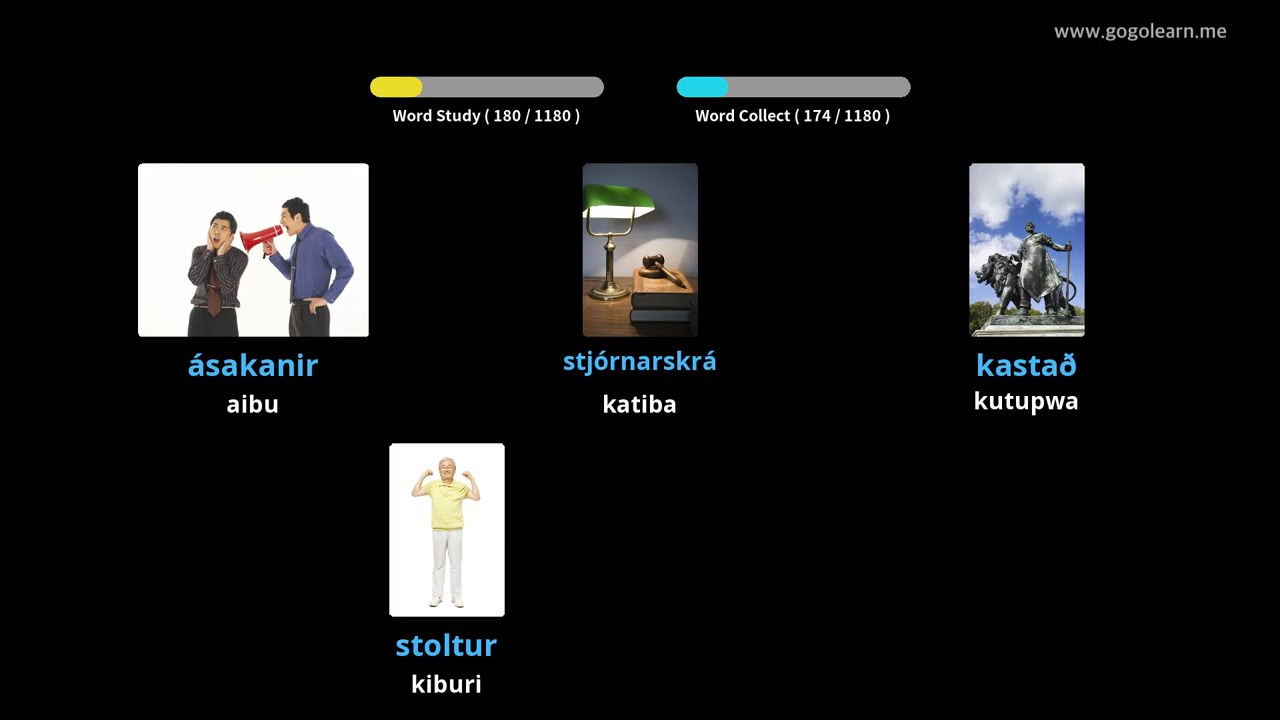 www.gogolearn.me
Word Study ( 180 / 1180 )
Word Collect ( 174 / 1180 )
ásakanir
aibu
stjórnarskrá
katiba
kastað
kutupwa
stoltur
kiburi